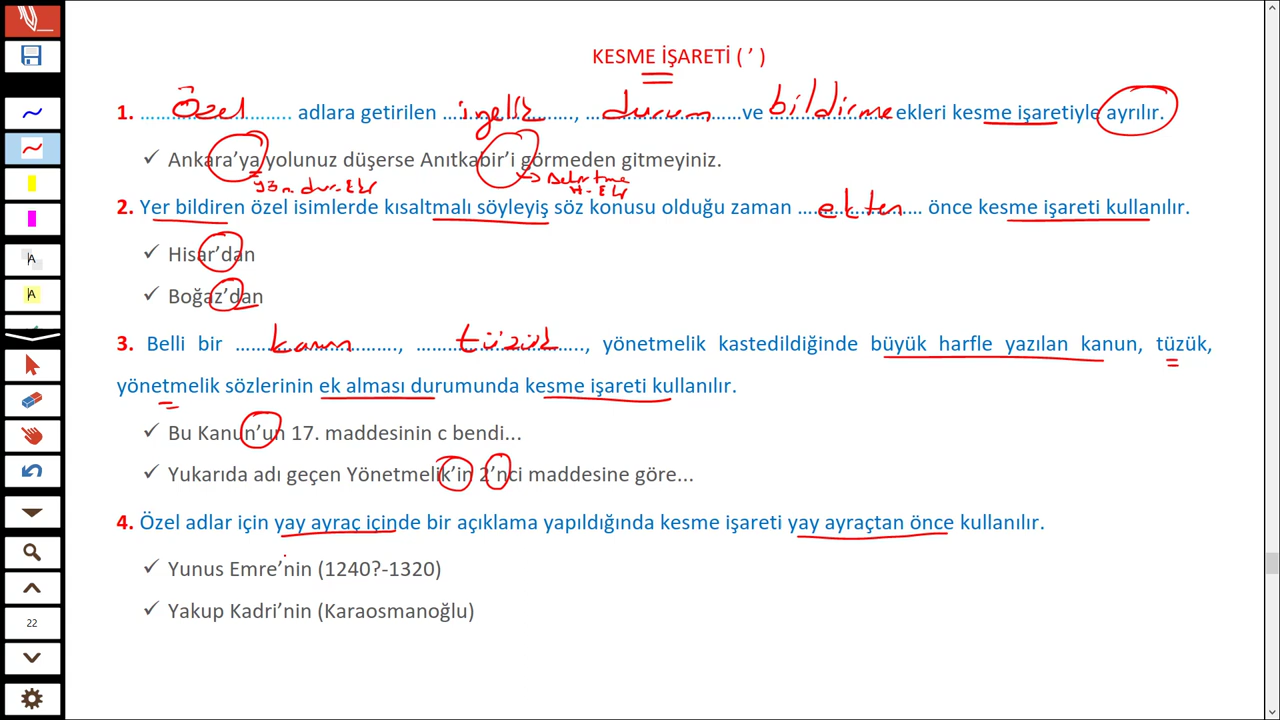 KESME İŞARETİ ( ’ )
1. Özel adlara getirilen iyelik, durum ve bildirme ekleri kesme işaretiyle ayrılır.
✓ Ankara’ya yolunuz düşerse Anıtkabir’i görmeden gitmeyiniz.
yön. dur. Eki Belirtme H. Eki
2. Yer bildiren özel isimlerde kısaltmalı söyleyiş söz konusu olduğu zaman ekten önce kesme işareti kullanılır.
✓ Hisar’dan
✓ Boğaz’dan
3. Belli bir kanun, tüzük, yönetmelik kastedildiğinde büyük harfle yazılan kanun, tüzük,
yönetmelik sözlerinin ek alması durumunda kesme işareti kullanılır.
✓ Bu Kanun’un 17. maddesinin c bendi...
✓ Yukarıda adı geçen Yönetmelik’in 2’nci maddesine göre...
4. Özel adlar için yay ayraç içinde bir açıklama yapıldığında kesme işareti yay ayraçtan önce kullanılır.
✓ Yunus Emre’nin (1240?-1320)
✓ Yakup Kadri’nin (Karaosmanoğlu)
A
A
22